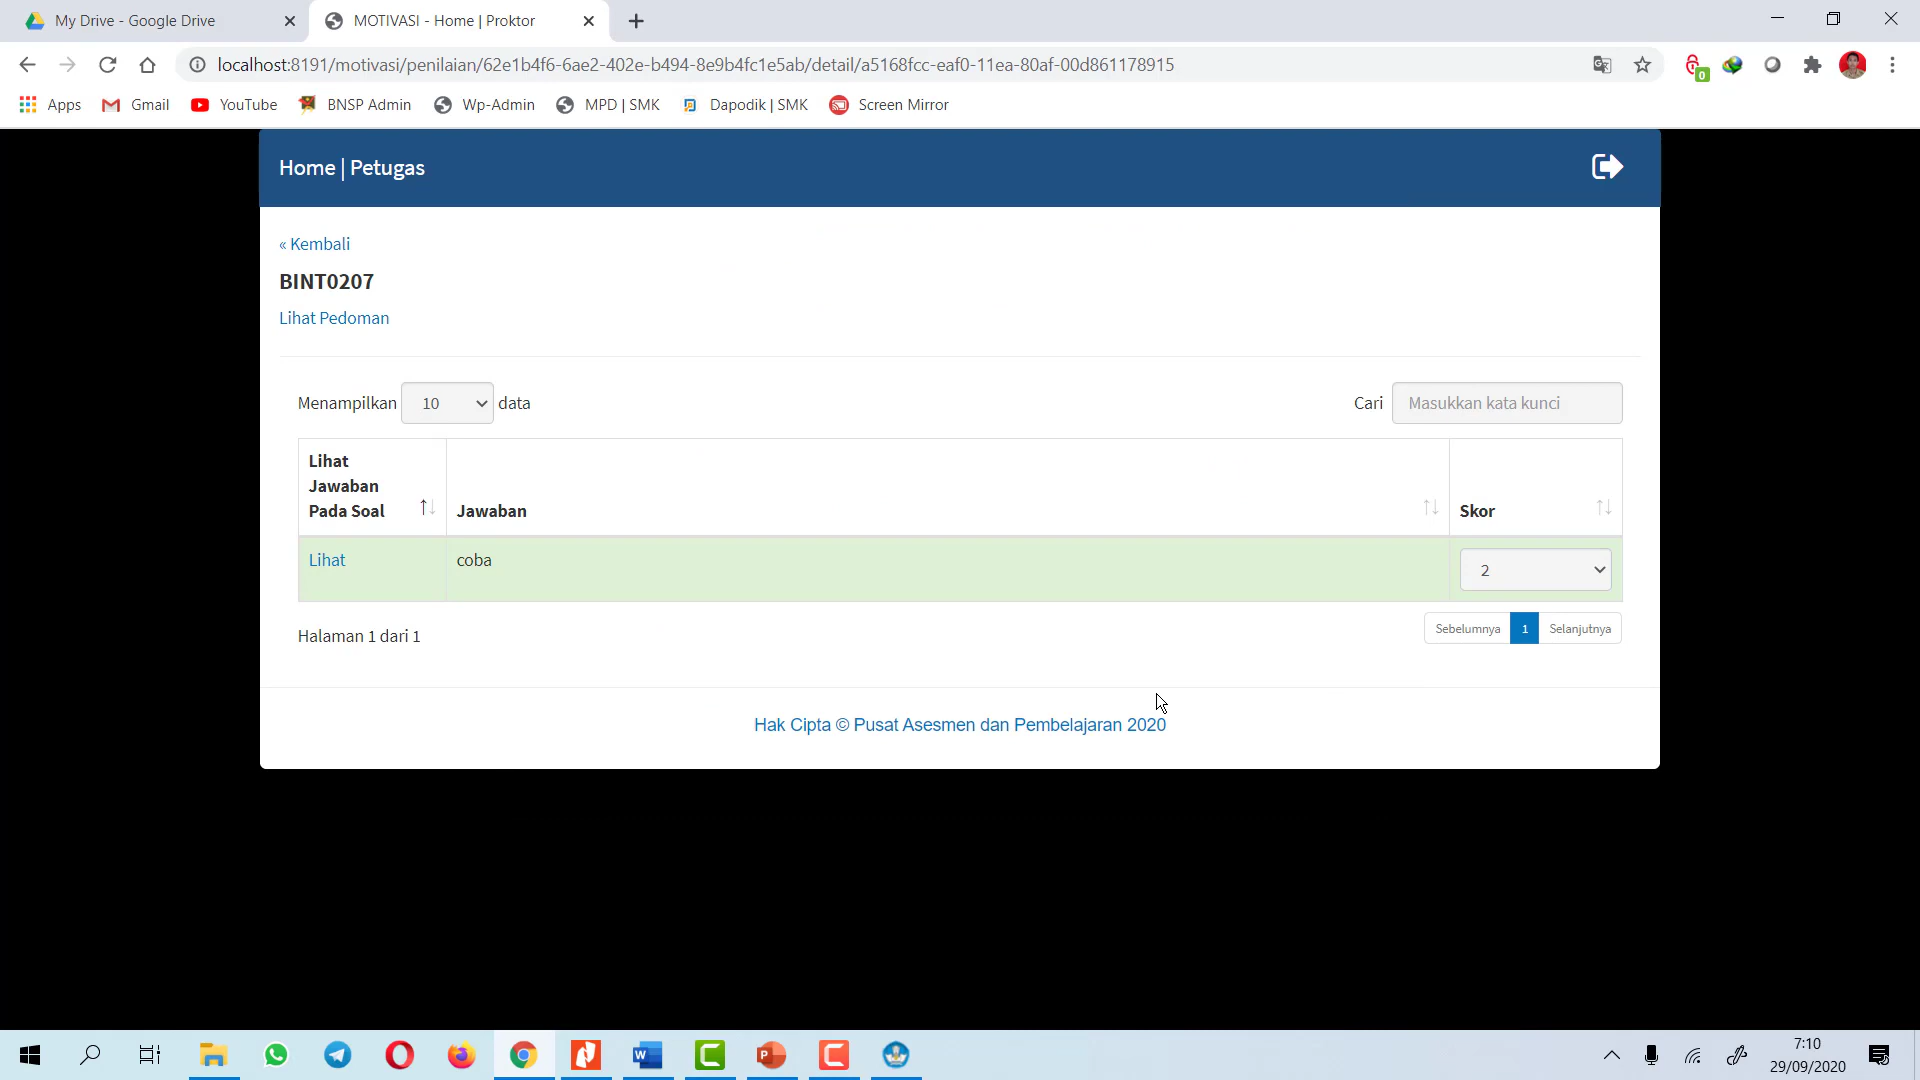 My Drive - Google Drive
MOTIVASI - Home | Proktor
localhost:8191/motivasi/penilaian/62e1b4f6-6ae2-402e-b494-8e9b4fc1e5ab/detail/a5168fcc-eaf0-11ea-80af-00d861178915
0
Apps Gmail YouTube BNSP Admin Wp-Admin MPD | SMK Dapodik | SMK Screen Mirror
Home | Petugas
« Kembali
BINT0207
Lihat Pedoman
Menampilkan 10 data
Cari Masukkan kata kunci
Lihat
Jawaban
Pada Soal
Jawaban
Skor
Lihat coba 2
Halaman 1 dari 1
Sebelumnya 1 Selanjutnya
Hak Cipta © Pusat Asesmen dan Pembelajaran 2020
7:10
29/09/2020